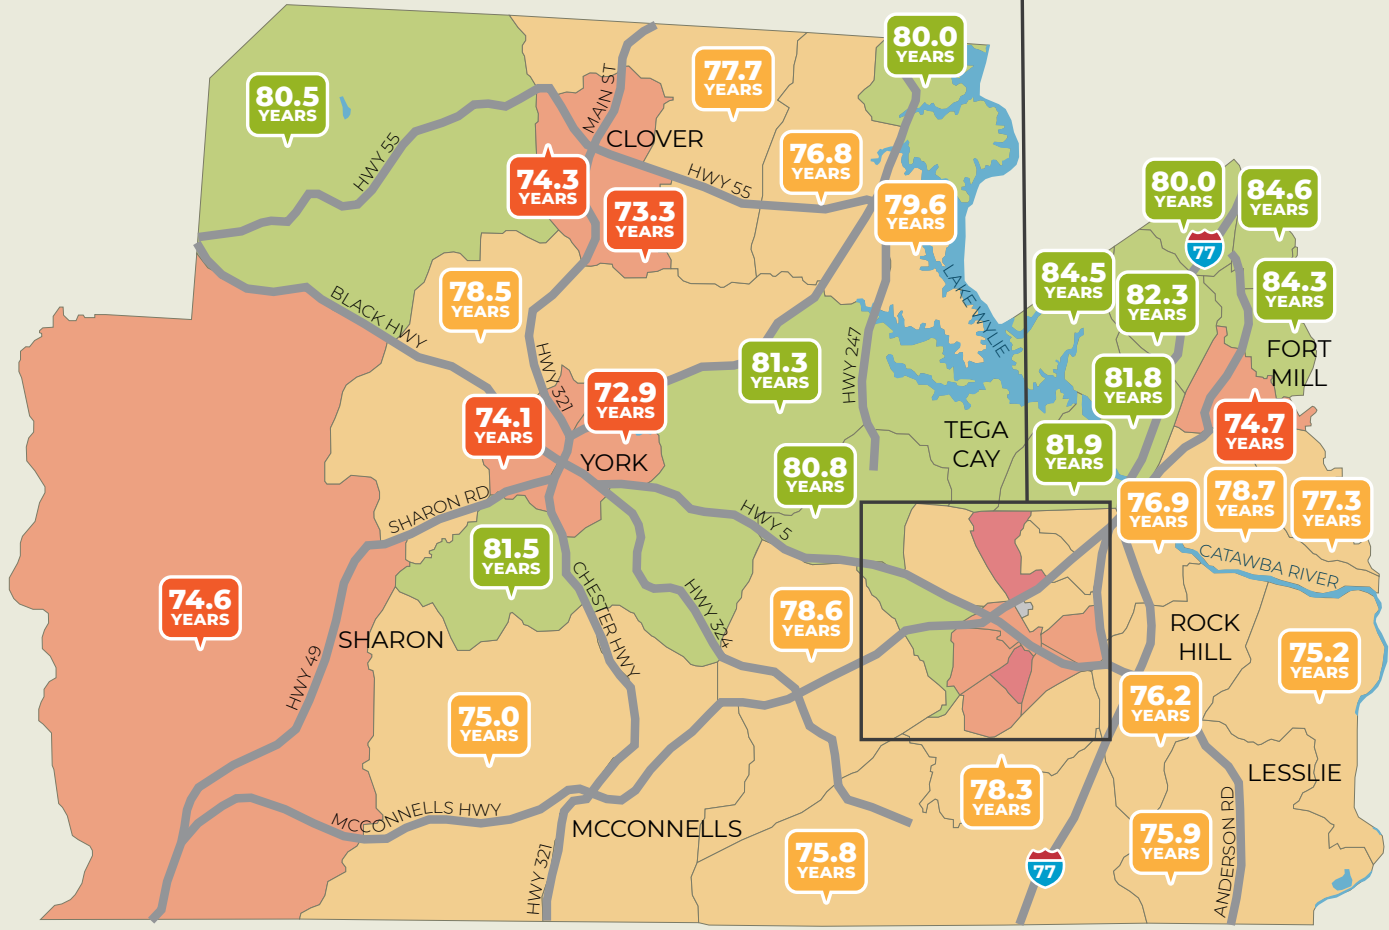 80.0
YEARS
77.7
YEARS
80.5
YEARS
MAIN ST
CLOVER
HWY 55
76.8
YEARS
74.3
YEARS
HWY 55
73.3
YEARS
79.6
YEARS
80.0
YEARS
84.6
YEARS
77
84.5
YEARS
82.3
YEARS
84.3
YEARS
LAKE WYLIE
78.5
YEARS
BLACK HWY
HWY 321
81.3
YEARS
HWY 247
FORT
MILL
81.8
YEARS
72.9
YEARS
74.1
YEARS
YORK
74.7
YEARS
TEGA
CAY
81.9
YEARS
80.8
YEARS
SHARON RD
HWY 5
76.9
YEARS
78.7
YEARS
77.3
YEARS
81.5
YEARS
CATAWBA RIVER
CHESTER HWY
HWY 324
74.6
YEARS
78.6
YEARS
SHARON
ROCK
HILL
75.2
YEARS
HWY 49
75.0
YEARS
76.2
YEARS
LESSLIE
78.3
YEARS
MCCONNELLS HWY
MCCONNELLS
75.8
YEARS
75.9
YEARS
ANDERSON RD
77
HWY 321